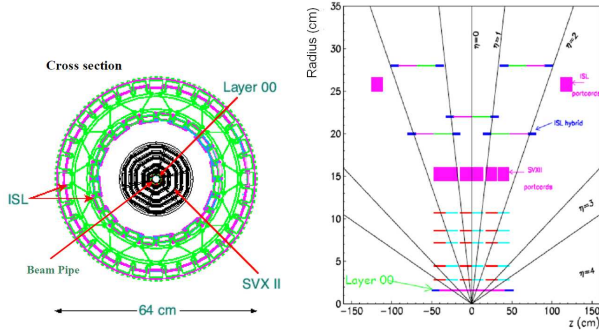 Cross section
Layer 00
ISL
Beam Pipe
SVX II
64 cm
Radius (cm)
35
30
25
20
15
10
5
0
η=0
η=1
η=2
η=3
η=4
ISL
portcards
ISL hybrid
SVXII
portcards
Layer 00
-150
-100
-50
0
50
100
150
z (cm)